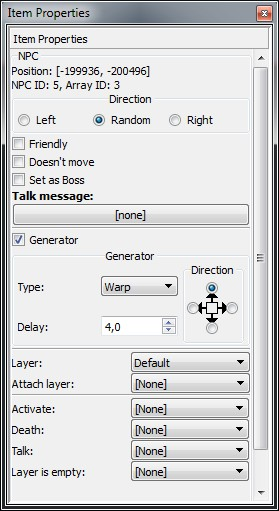 Item Properties
Item Properties
NPC
Position: [-199936, -200496]
NPC ID: 5, Array ID: 3
Direction
Left Random Right
Friendly
Doesn't move
Set as Boss
Talk message:
[none]
Generator
Generator
Direction
Type: Warp
Delay: 4,0
Layer: Default
Attach layer: [None]
Activate: [None]
Death: [None]
Talk: [None]
Layer is empty: [None]